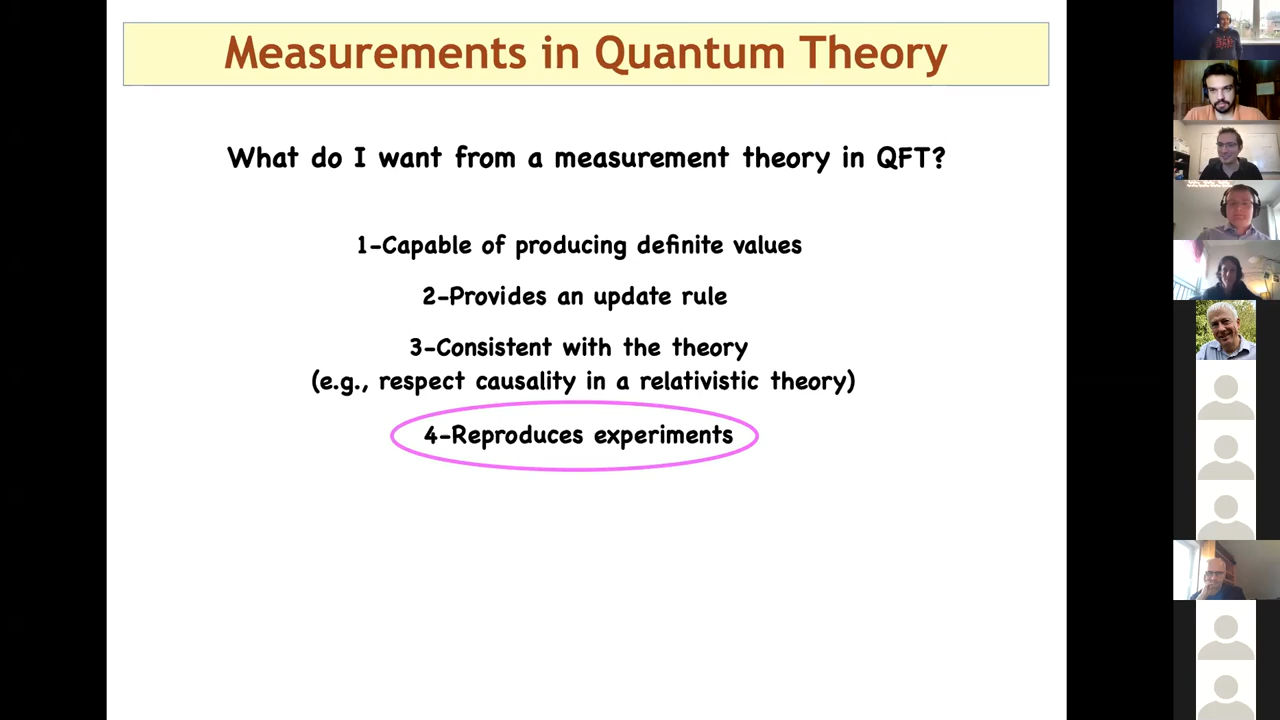 Measurements in Quantum Theory
What do I want from a measurement theory in QFT?
1-Capable of producing definite values
2-Provides an update rule
3-Consistent with the theory
(e.g., respect causality in a relativistic theory)
4-Reproduces experiments